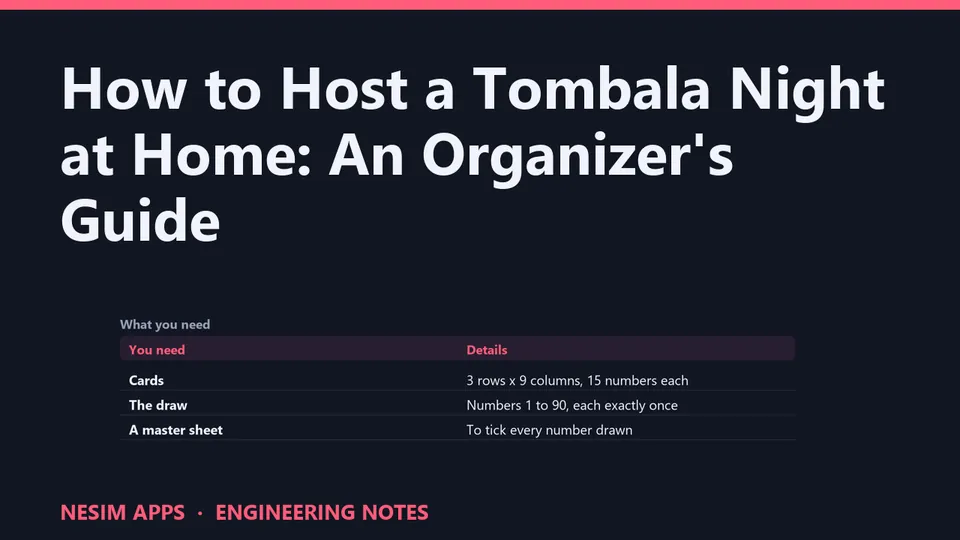 How to Host a Tombala Night
at Home: An Organizer's
Guide
What you need
You need Details
Cards 3 rows x 9 columns, 15 numbers each
The draw Numbers 1 to 90, each exactly once
A master sheet To tick every number drawn
NESIM APPS · ENGINEERING NOTES